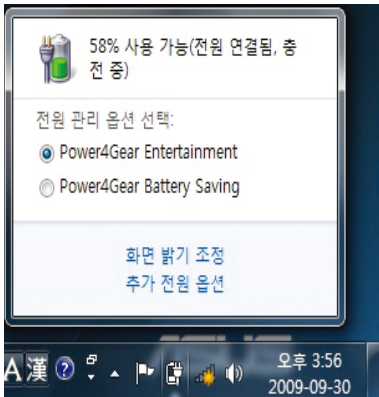 58% 사용 가능(전원 연결됨, 충
전 중)
전원 관리 옵션 선택:
Power4Gear Entertainment
Power4Gear Battery Saving
화면 밝기 조정
추가 전원 옵션
A 漢 ?
오후 3:56
2009-09-30